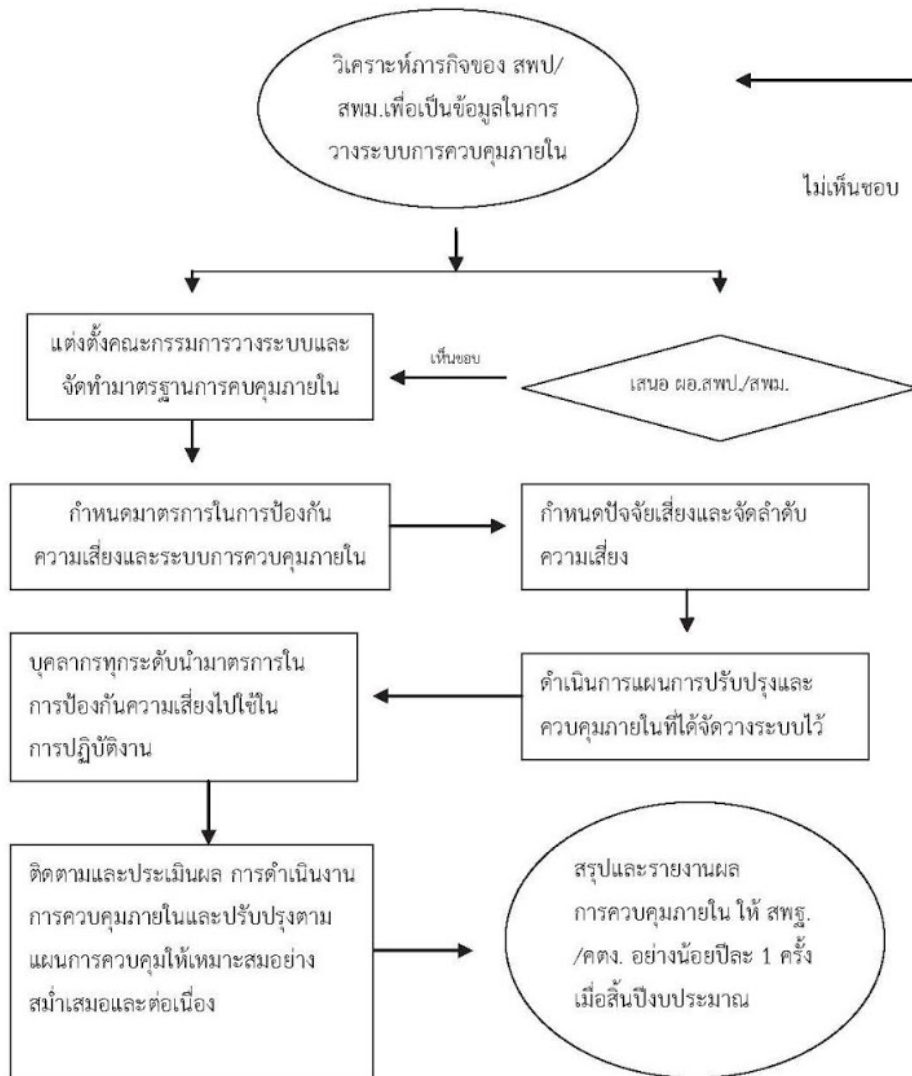 วิเคราะห์ภารกิจของ สพป/
สพม.เพื่อเป็นข้อมูลในการ
วางระบบการควบคุมภายใน
ไม่เห็นชอบ
แต่งตั้งคณะกรรมการวางระบบและ
จัดทำมาตรฐานการคบคุมภายใน
เห็นชอบ
เสนอ ผอ.สพป./สพม.
กำหนดมาตรการในการป้องกัน
ความเสี่ยงและระบบการควบคุมภายใน
กำหนดปัจจัยเสี่ยงและจัดลำดับ
ความเสี่ยง
บุคลากรทุกระดับนำมาตรการใน
การป้องกันความเสี่ยงไปใช้ใน
การปฏิบัติงาน
ดำเนินการแผนการปรับปรุงและ
ควบคุมภายในที่ได้จัดวางระบบไว้
ติดตามและประเมินผล การดำเนินงาน
การควบคุมภายในและปรับปรุงตาม
แผนการควบคุมให้เหมาะสมอย่าง
สม่ำเสมอและต่อเนื่อง
สรุปและรายงานผล
การควบคุมภายใน ให้ สพฐ.
/คตง. อย่างน้อยปีละ 1 ครั้ง
เมื่อสิ้นปีงบประมาณ